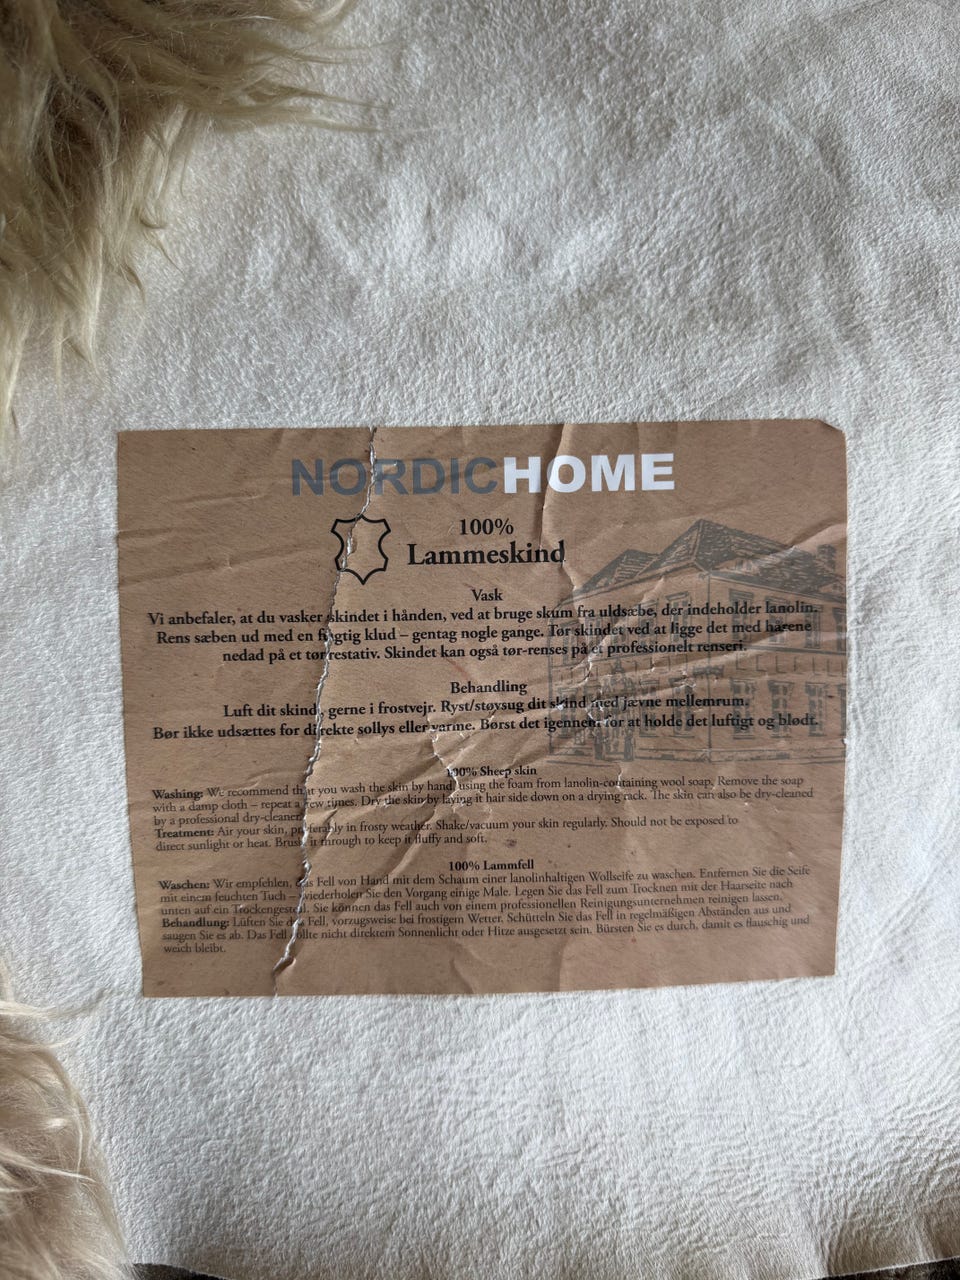 NORDICHOME
100%
Lammeskind
Vask
Vi anbefaler, at du vasker skindet i hånden, ved at bruge skum fra uldsæbe, der indeholder lanolin.
Rens sæben ud med en fugtig klud – gentag nogle gange. Tør skindet ved at ligge det med hårene
nedad på et tørrestativ. Skindet kan også tør-renses på et professionelt renseri.
Behandling
Luft dit skind, gerne i frostvejr. Ryst/støvsug dit skind med jævne mellemrum.
Bør ikke udsættes for direkte sollys eller varme. Børst det igennem, for at holde det luftigt og blødt.
100% Sheep skin
Washing: We recommend that you wash the skin by hand, using the foam from lanolin-containing wool soap. Remove the soap
with a damp cloth – repeat a few times. Dry the skin by laying it hair side down on a drying rack. The skin can also be dry-cleaned
by a professional dry-cleaner.
Treatment: Air your skin, preferably in frosty weather. Shake/vacuum your skin regularly. Should not be exposed to
direct sunlight or heat. Brush it through to keep it fluffy and soft.
100% Lammfell
Waschen: Wir empfehlen, das Fell von Hand mit dem Schaum einer lanolinhaltigen Wollseife zu waschen. Entfernen Sie die Seife
mit einem feuchten Tuch – wiederholen Sie den Vorgang einige Male. Legen Sie das Fell zum Trocknen mit der Haarseite nach
unten auf ein Trockengestell. Sie können das Fell auch von einem professionellen Reinigungsunternehmen reinigen lassen.
Behandlung: Lüften Sie das Fell, vorzugsweise bei frostigem Wetter. Schütteln Sie das Fell in regelmäßigen Abständen aus und
saugen Sie es ab. Das Fell sollte nicht direktem Sonnenlicht oder Hitze ausgesetzt sein. Bürsten Sie es durch, damit es flauschig und
weich bleibt.